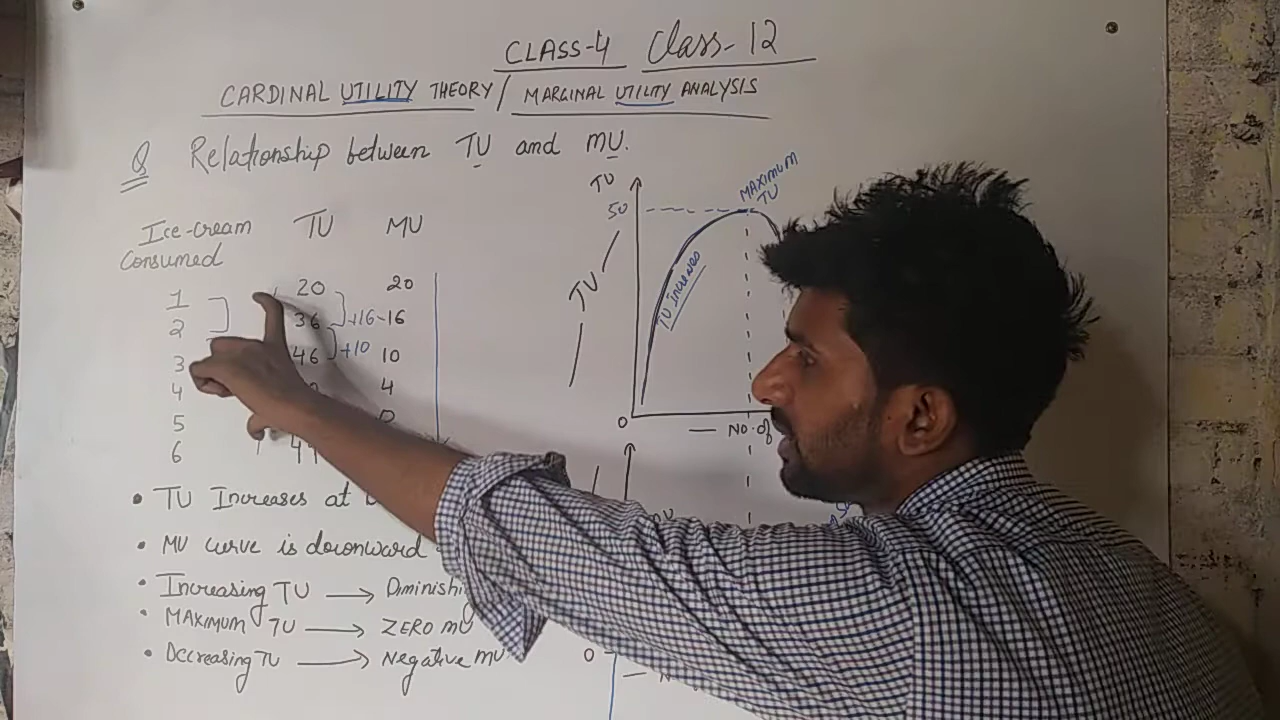 CLASS-4 Class-12
CARDINAL UTILITY THEORY/ MARGINAL UTILITY ANALYSIS
Q Relationship between TU and MU.
Ice-cream Consumed TU MU
1 20 20
2 36 +16 - 16
3 46 +10 10
4 4
5 0
6
• TU Increases at
• MU curve is downward
• Increasing TU →
• MAXIMUM TU → ZERO MU
• Decreasing TU → Negative MU
TU
50
MAXIMUM TU
TU Increases
TU
0
NO. of
0